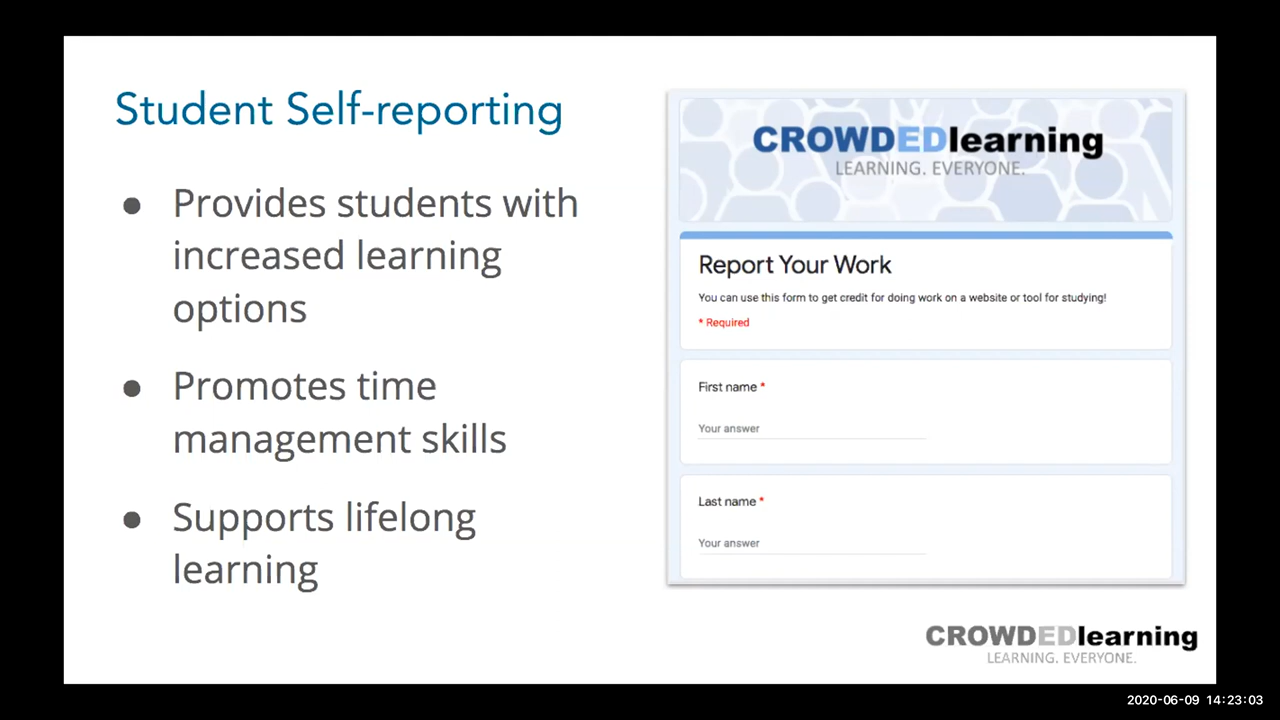 Student Self-reporting
● Provides students with
increased learning
options
● Promotes time
management skills
● Supports lifelong
learning
CROWDEDlearning
LEARNING. EVERYONE.
Report Your Work
You can use this form to get credit for doing work on a website or tool for studying!
* Required
First name *
Your answer
Last name *
Your answer
CROWDEDlearning
LEARNING. EVERYONE.
2020-06-09 14:23:03